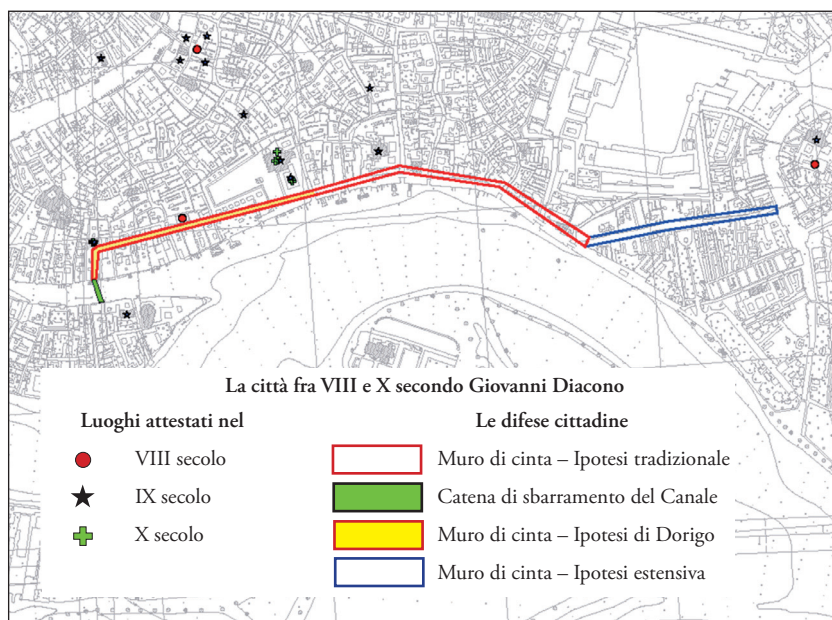 La città fra VIII e X secondo Giovanni Diacono
Luoghi attestati nel
VIII secolo
IX secolo
X secolo
Le difese cittadine
Muro di cinta – Ipotesi tradizionale
Catena di sbarramento del Canale
Muro di cinta – Ipotesi di Dorigo
Muro di cinta – Ipotesi estensiva